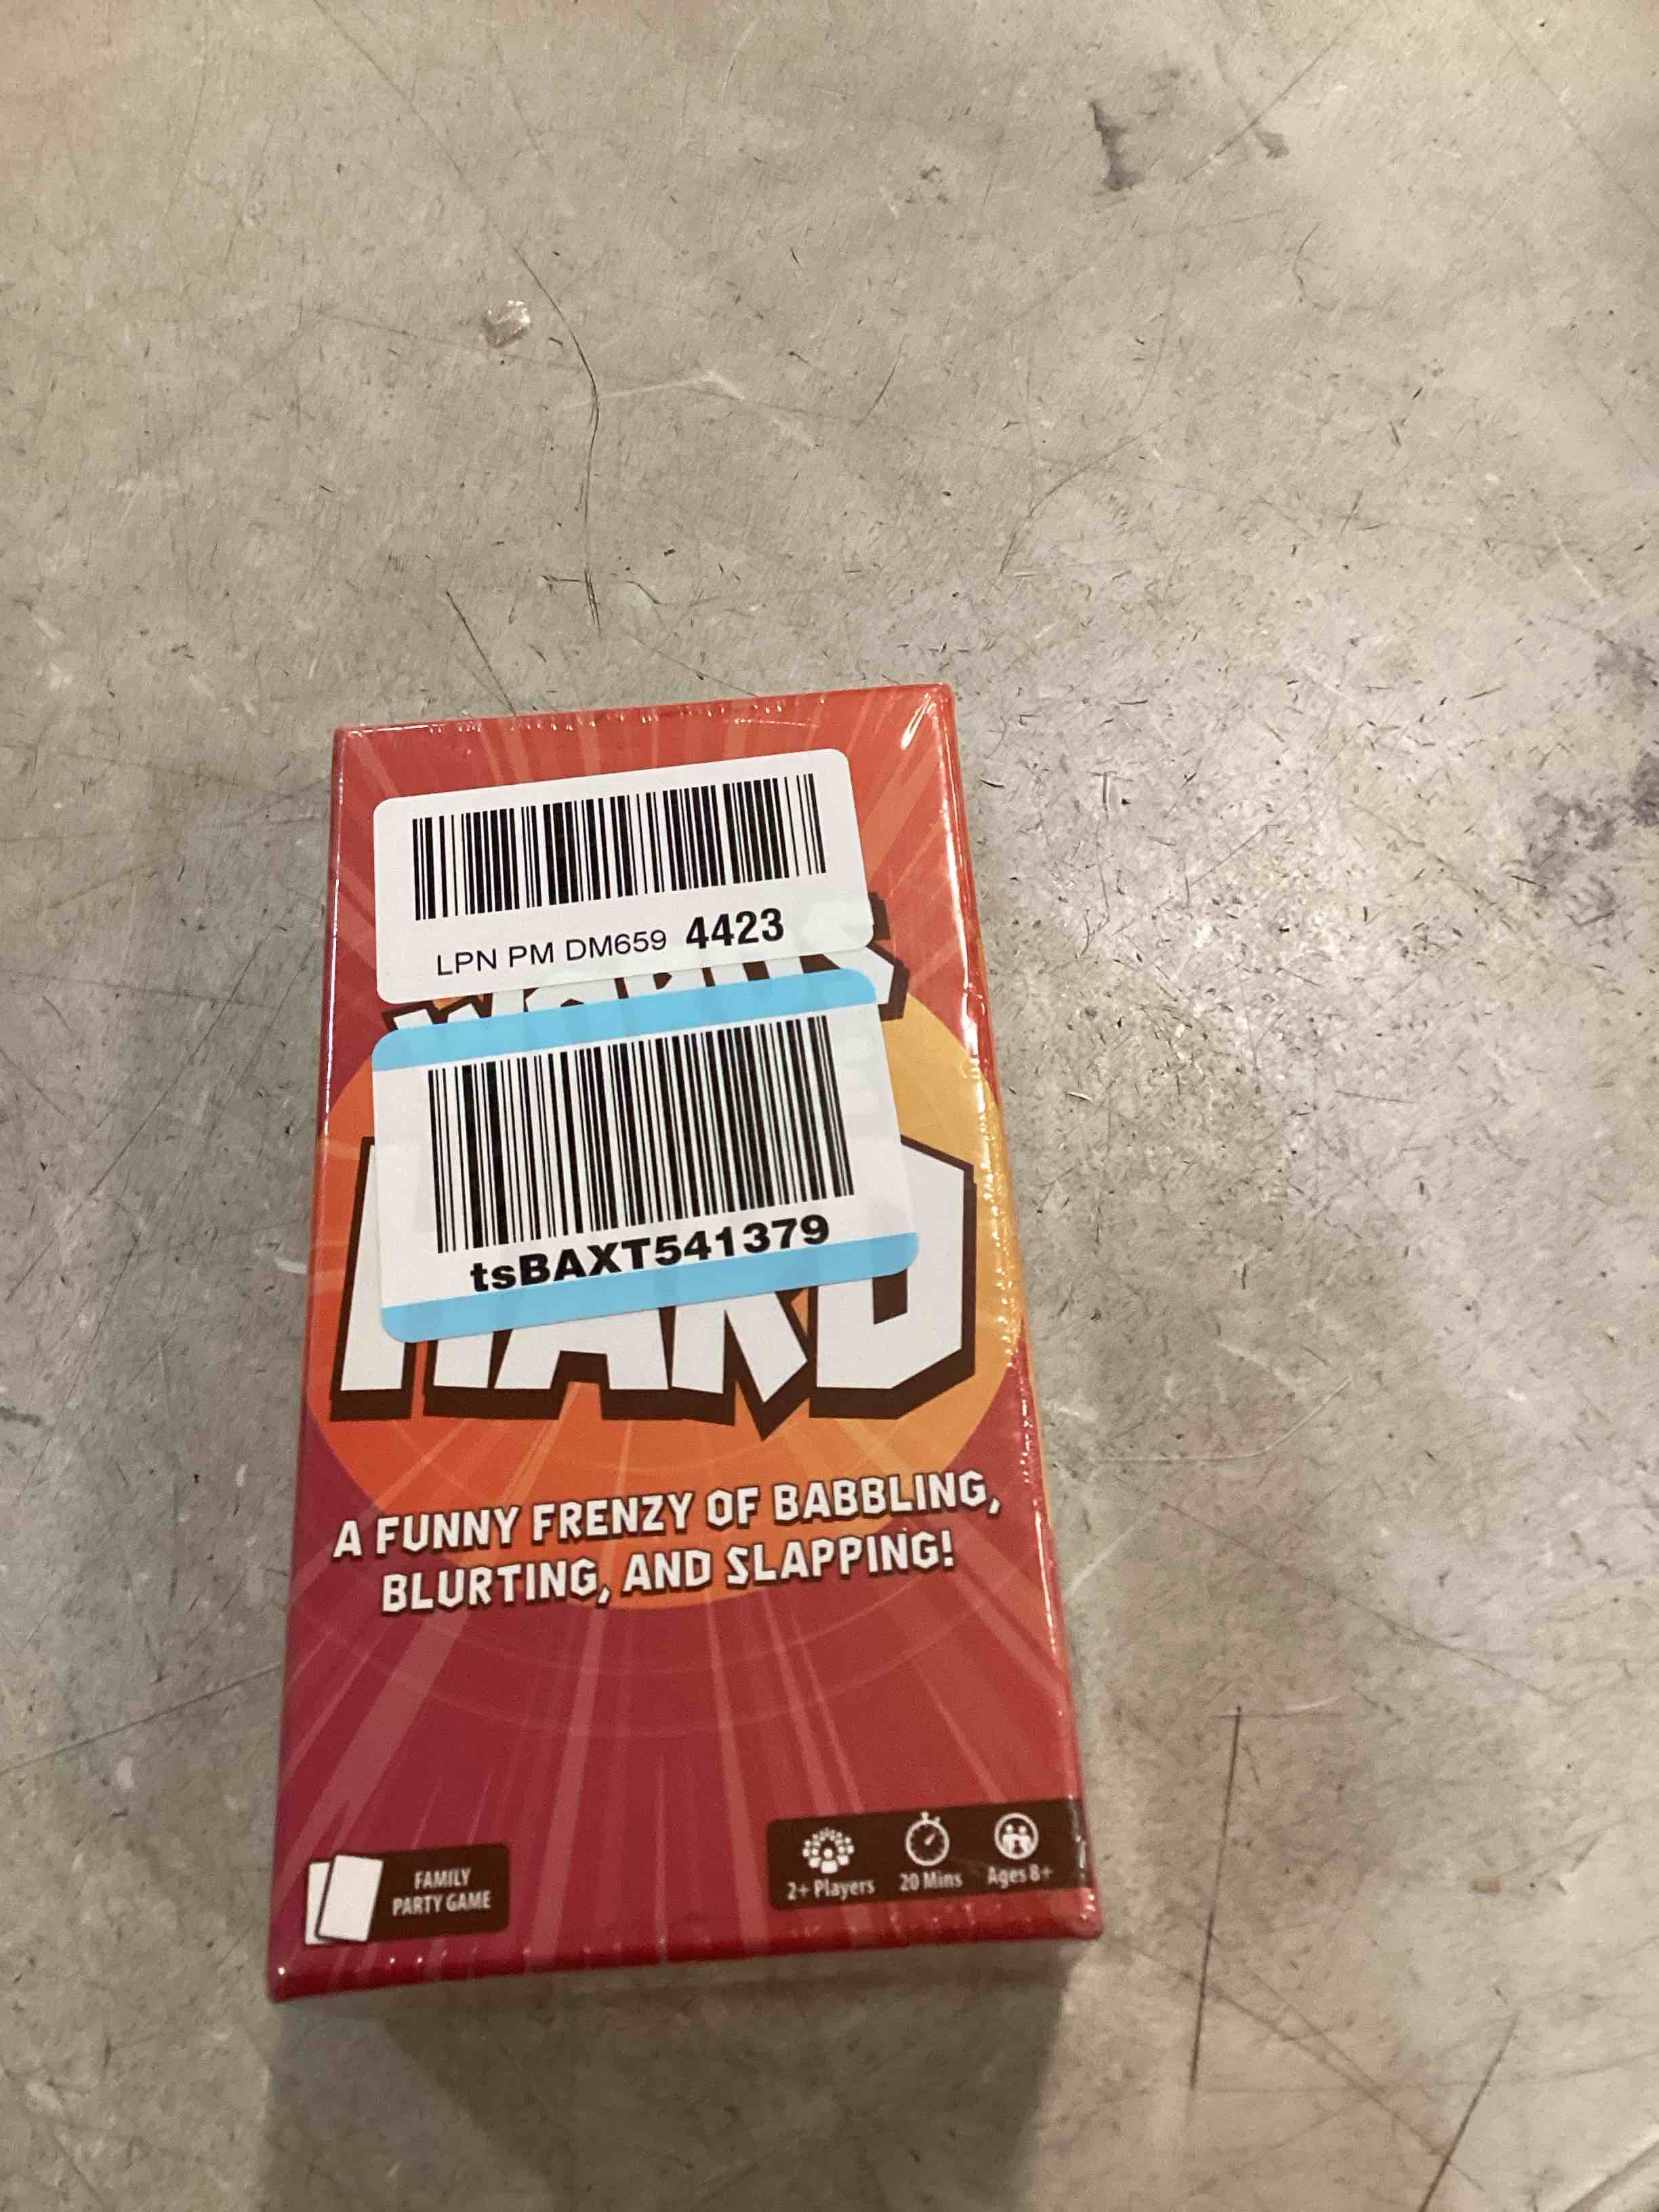 LPN PM DM659 4423
tsBAXT541379
HARD
A FUNNY FRENZY OF BABBLING,
BLURTING, AND SLAPPING!
FAMILY
PARTY GAME
2+ Players 20 Mins Ages 8+